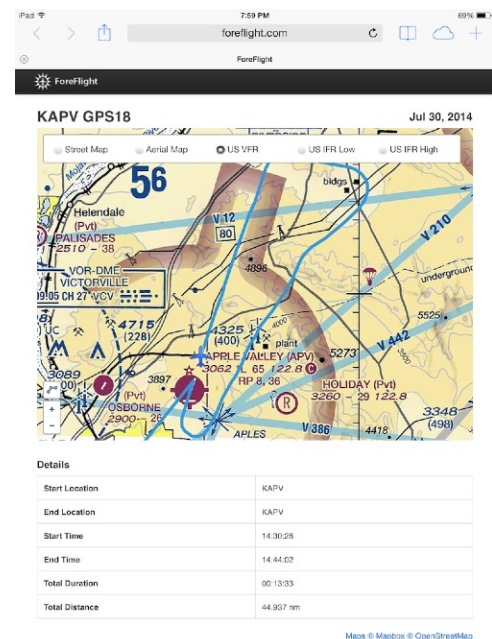 iPad 7:59 PM 69%
foreflight.com
ForeFlight
ForeFlight
KAPV GPS18 Jul 30, 2014
Street Map Aerial Map US VFR US IFR Low US IFR High
56
bldgs
Helendale
(Pvt)
V 12
PALISADES
80
V 210
2510 - 38
VOR-DME
4896
VICTORVILLE
CH 27 VCV
underground
5525
4715
(228)
4325
(400)
plant
V 442
APPLE VALLEY (APV)
5273
3062 L 65 122.8 C
3089
3897
RP 8, 36
HOLIDAY (Pvt)
(Pvt)
R
3260 - 29 122.8
OSBORNE
2900 - 26
3348
(498)
APLES
V 386
4418
Details
Start Location KAPV
End Location KAPV
Start Time 14:30:28
End Time 14:44:02
Total Duration 00:13:33
Total Distance 44.937 nm
Maps © Mapbox © OpenStreetMap